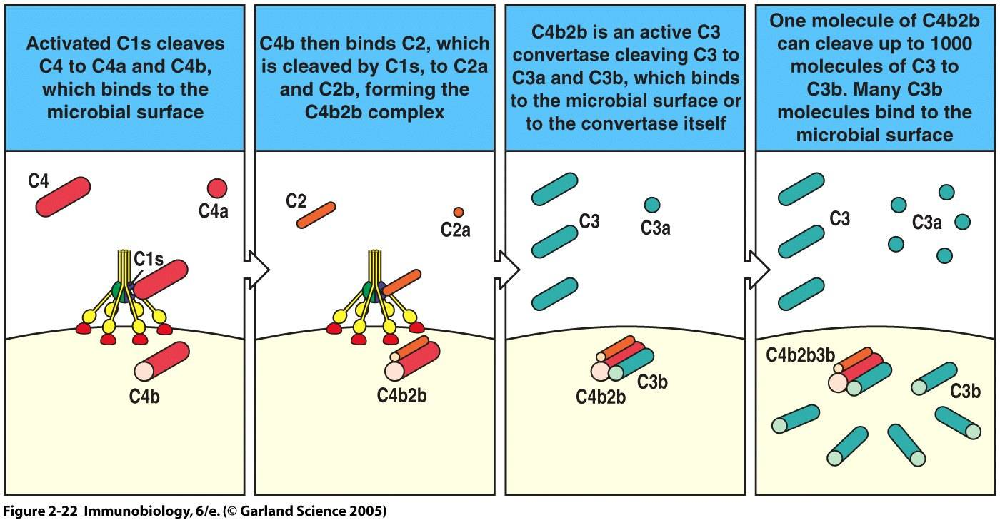 Activated C1s cleaves
C4 to C4a and C4b,
which binds to the
microbial surface
C4
C4a
C1s
C4b
C4b then binds C2, which
is cleaved by C1s, to C2a
and C2b, forming the
C4b2b complex
C2
C2a
C4b2b
C4b2b is an active C3
convertase cleaving C3 to
C3a and C3b, which binds
to the microbial surface or
to the convertase itself
C3
C3a
C4b2b
C3b
One molecule of C4b2b
can cleave up to 1000
molecules of C3 to
C3b. Many C3b
molecules bind to the
microbial surface
C3
C3a
C4b2b3b
C3b
Figure 2-22 Immunobiology, 6/e. (© Garland Science 2005)